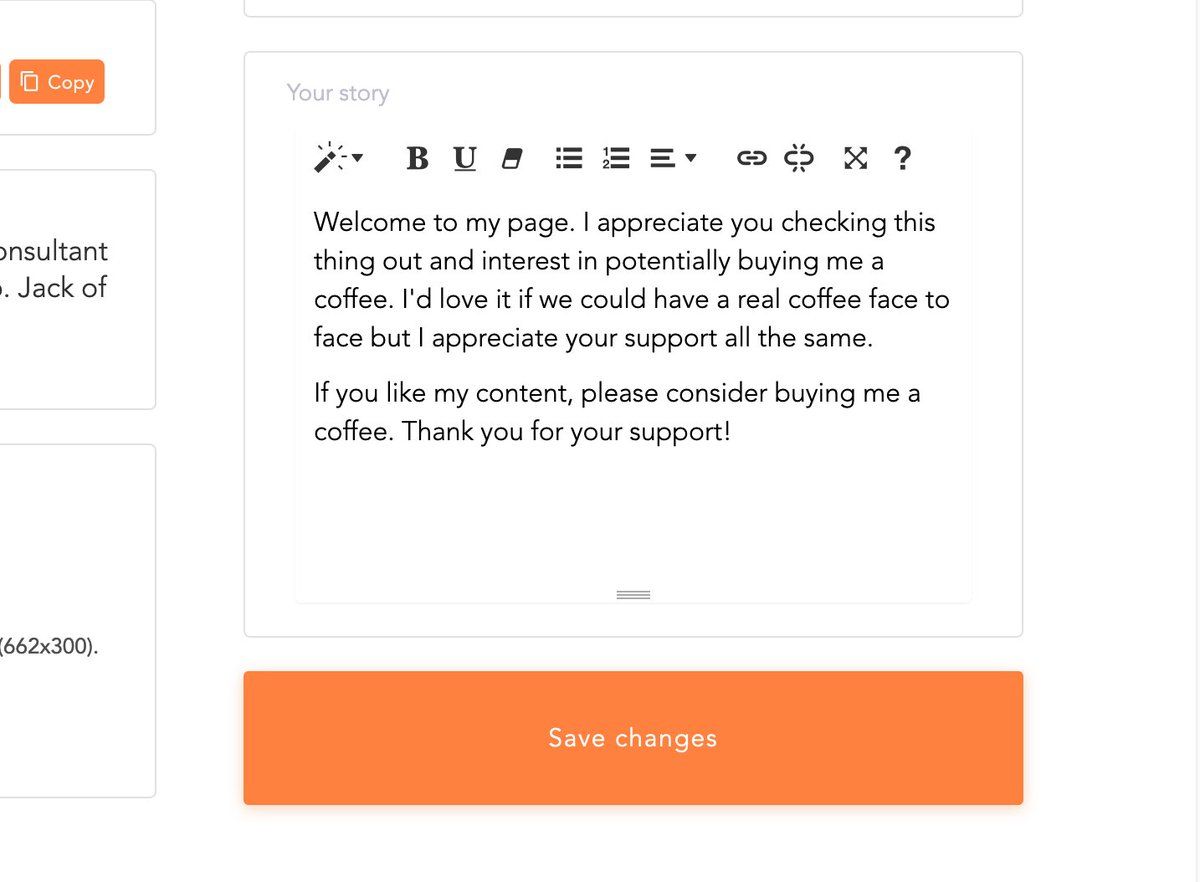 Copy
onsultant
. Jack of
(662x300).
Your story
B U ?
Welcome to my page. I appreciate you checking this
thing out and interest in potentially buying me a
coffee. I'd love it if we could have a real coffee face to
face but I appreciate your support all the same.
If you like my content, please consider buying me a
coffee. Thank you for your support!
Save changes